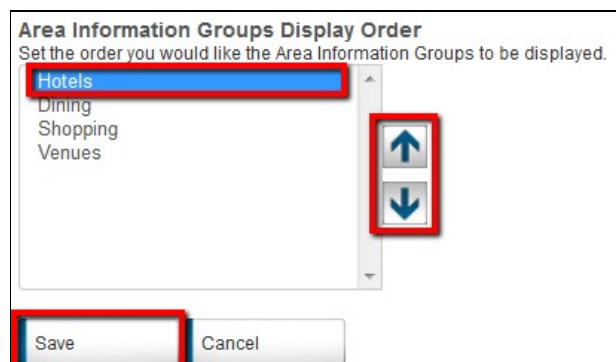 Area Information Groups Display Order
Set the order you would like the Area Information Groups to be displayed.
Hotels
Dining
Shopping
Venues
Save
Cancel